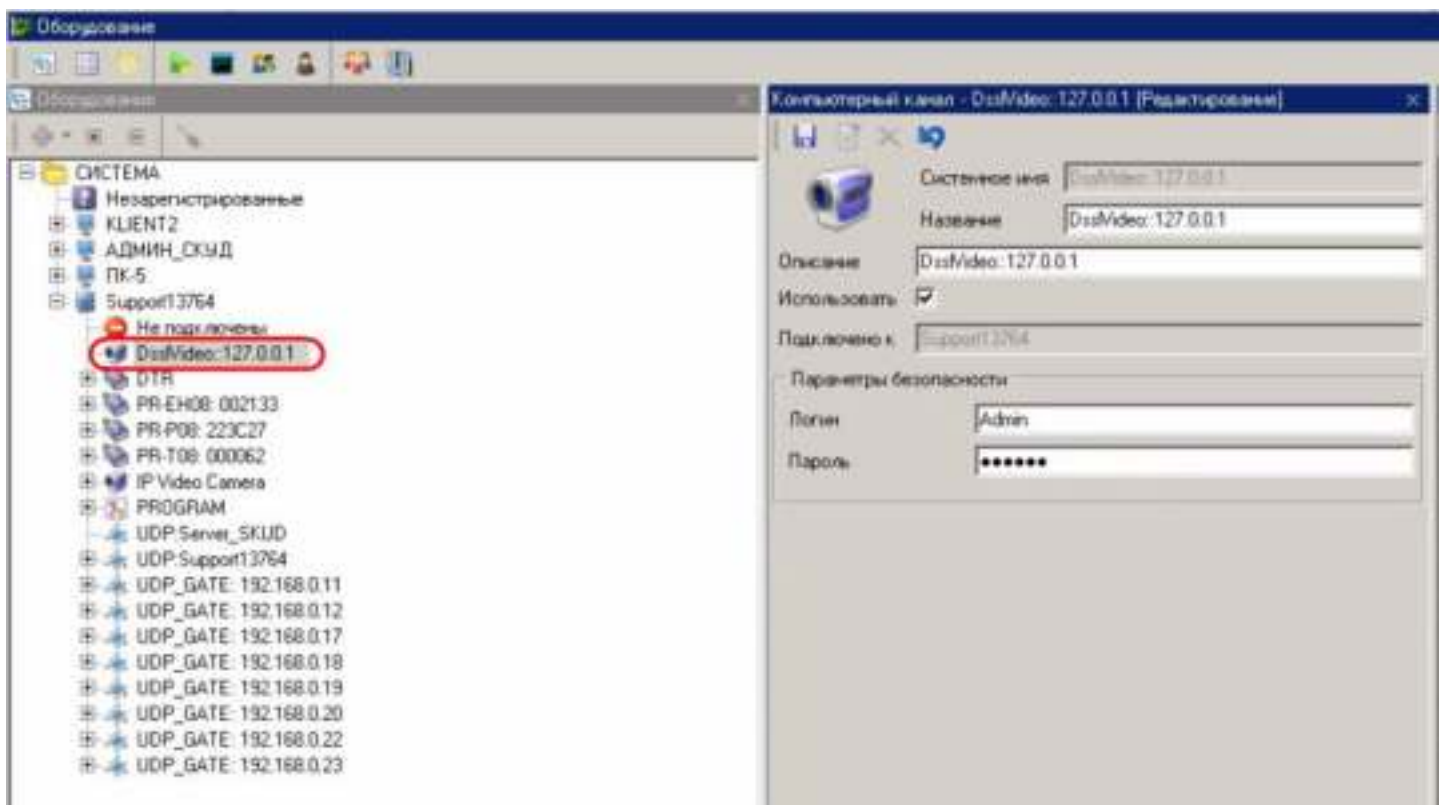 Оборудование
Оборудование
Компьютерный канал - DssVideo: 127.0.0.1 [Редактирование]
СИСТЕМА
Незарегистрированные
KLIENT2
АДМИН_СКУД
ПК-5
Support13764
Не подключены
DssVideo: 127.0.0.1
DTR
PR-EH08: 002133
PR-P08: 223C27
PR-T08: 000062
IP Video Camera
PROGRAM
UDP:Server_SKUD
UDP:Support13764
UDP_GATE: 192.168.0.11
UDP_GATE: 192.168.0.12
UDP_GATE: 192.168.0.17
UDP_GATE: 192.168.0.18
UDP_GATE: 192.168.0.19
UDP_GATE: 192.168.0.20
UDP_GATE: 192.168.0.22
UDP_GATE: 192.168.0.23
Системное имя DssVideo: 127.0.0.1
Название DssVideo: 127.0.0.1
Описание DssVideo: 127.0.0.1
Использовать
Подключено к Support13764
Параметры безопасности
Логин Admin
Пароль ●●●●●●